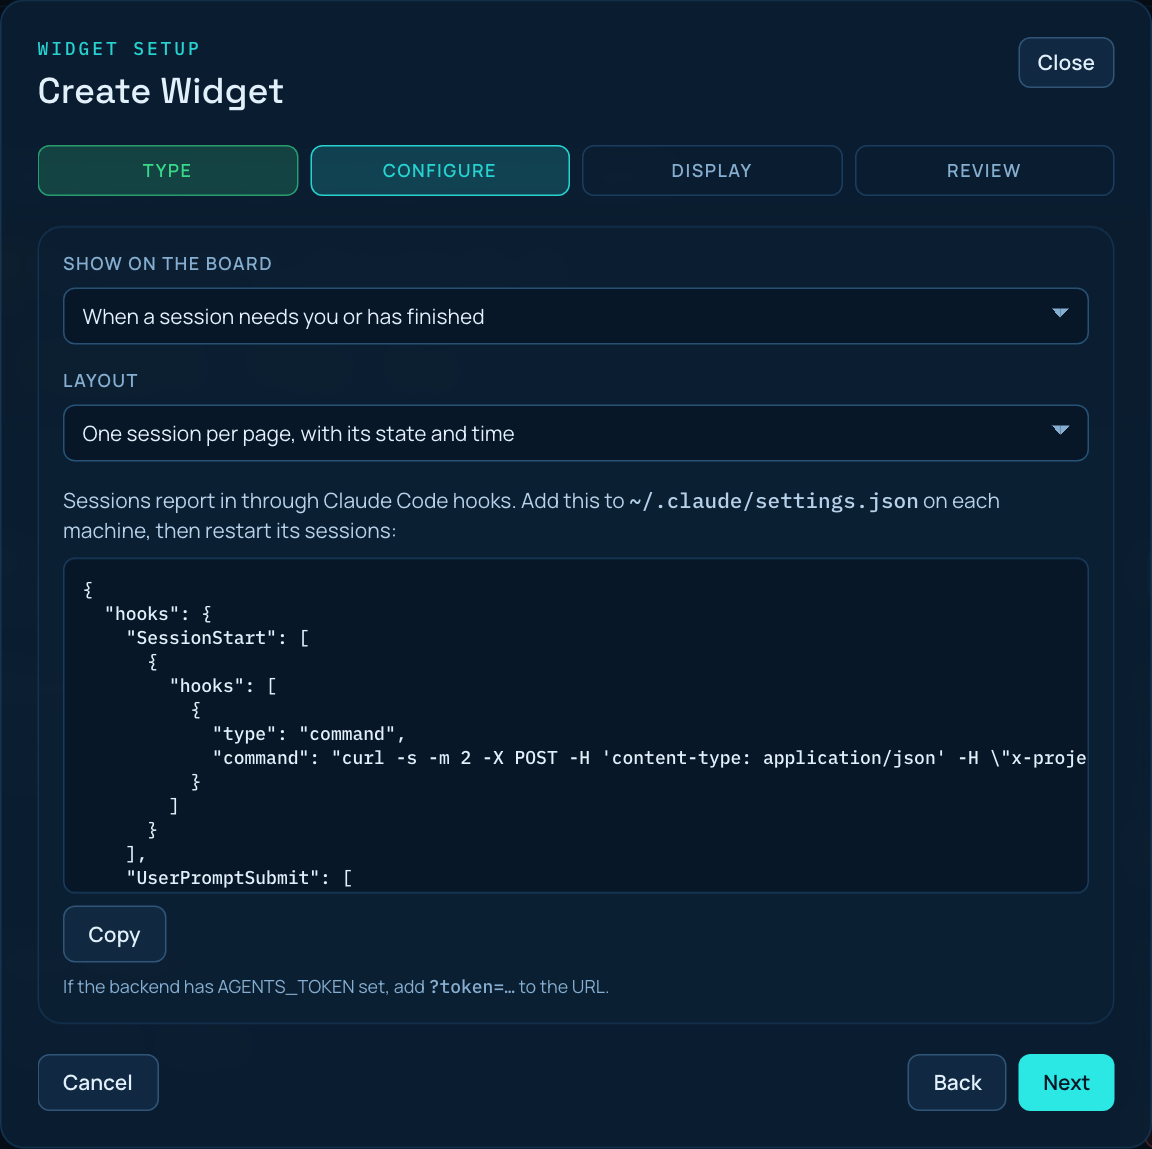 WIDGET SETUP
Create Widget
Close
TYPE
CONFIGURE
DISPLAY
REVIEW
SHOW ON THE BOARD
When a session needs you or has finished
LAYOUT
One session per page, with its state and time
Sessions report in through Claude Code hooks. Add this to ~/.claude/settings.json on each
machine, then restart its sessions:
{
  "hooks": {
    "SessionStart": [
      {
        "hooks": [
          {
            "type": "command",
            "command": "curl -s -m 2 -X POST -H 'content-type: application/json' -H \"x-proje
          }
        ]
      }
    ],
    "UserPromptSubmit": [
Copy
If the backend has AGENTS_TOKEN set, add ?token=… to the URL.
Cancel
Back
Next